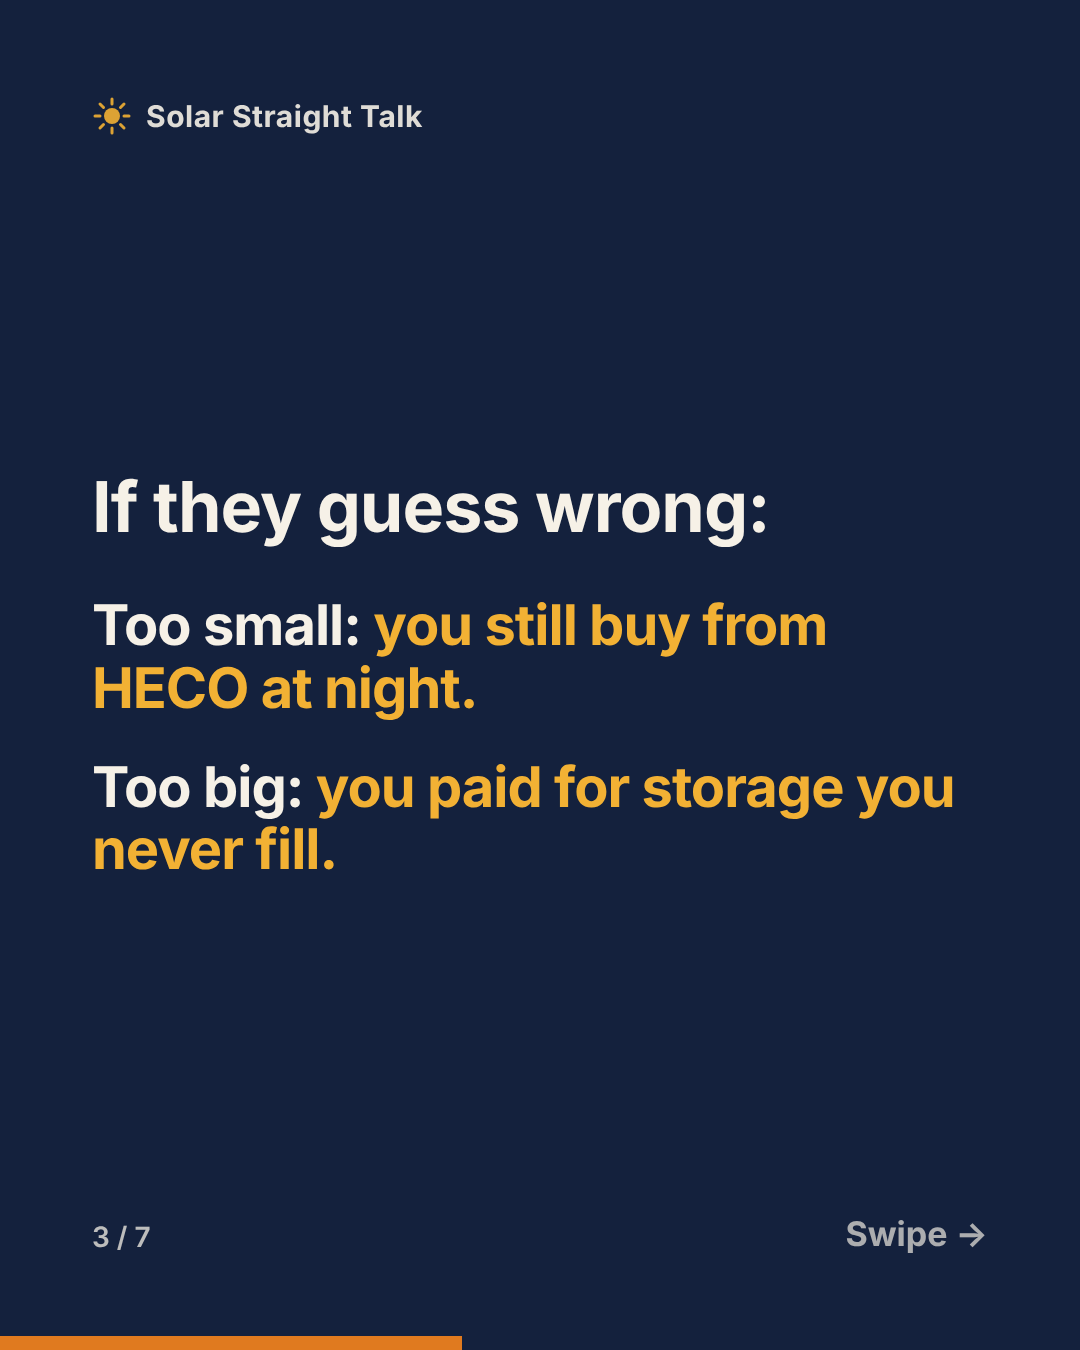 Solar Straight Talk
If they guess wrong:
Too small: you still buy from
HECO at night.
Too big: you paid for storage you
never fill.
3 / 7
Swipe →